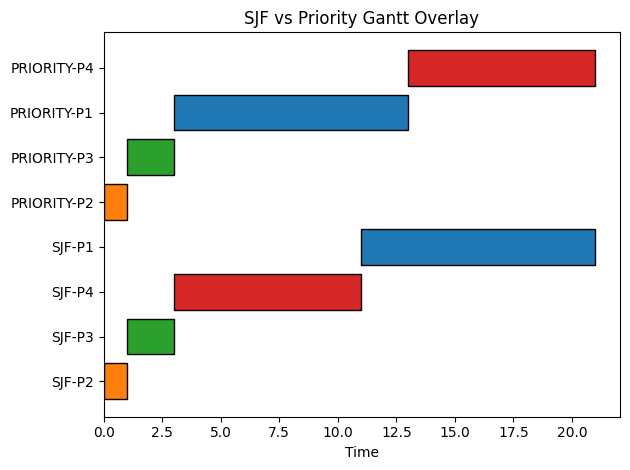 SJF vs Priority Gantt Overlay
PRIORITY-P4
PRIORITY-P1
PRIORITY-P3
PRIORITY-P2
SJF-P1
SJF-P4
SJF-P3
SJF-P2
0.0 2.5 5.0 7.5 10.0 12.5 15.0 17.5 20.0
Time